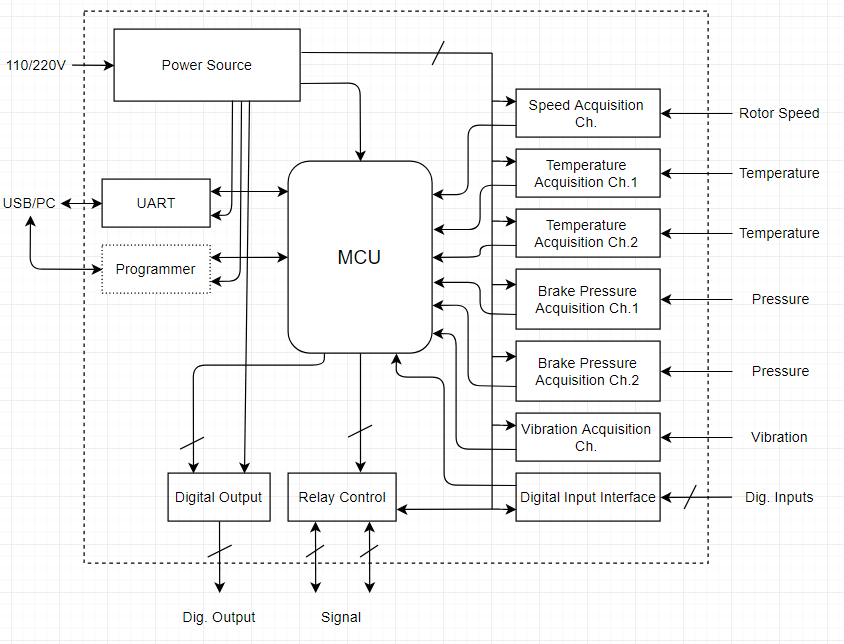 110/220V
Power Source
Speed Acquisition
Ch.
Rotor Speed
Temperature
Acquisition Ch.1
Temperature
USB/PC
UART
Temperature
Acquisition Ch.2
Temperature
MCU
Programmer
Brake Pressure
Acquisition Ch.1
Pressure
Brake Pressure
Acquisition Ch.2
Pressure
Vibration Acquisition
Ch.
Vibration
Digital Output
Relay Control
Digital Input Interface
Dig. Inputs
Dig. Output
Signal